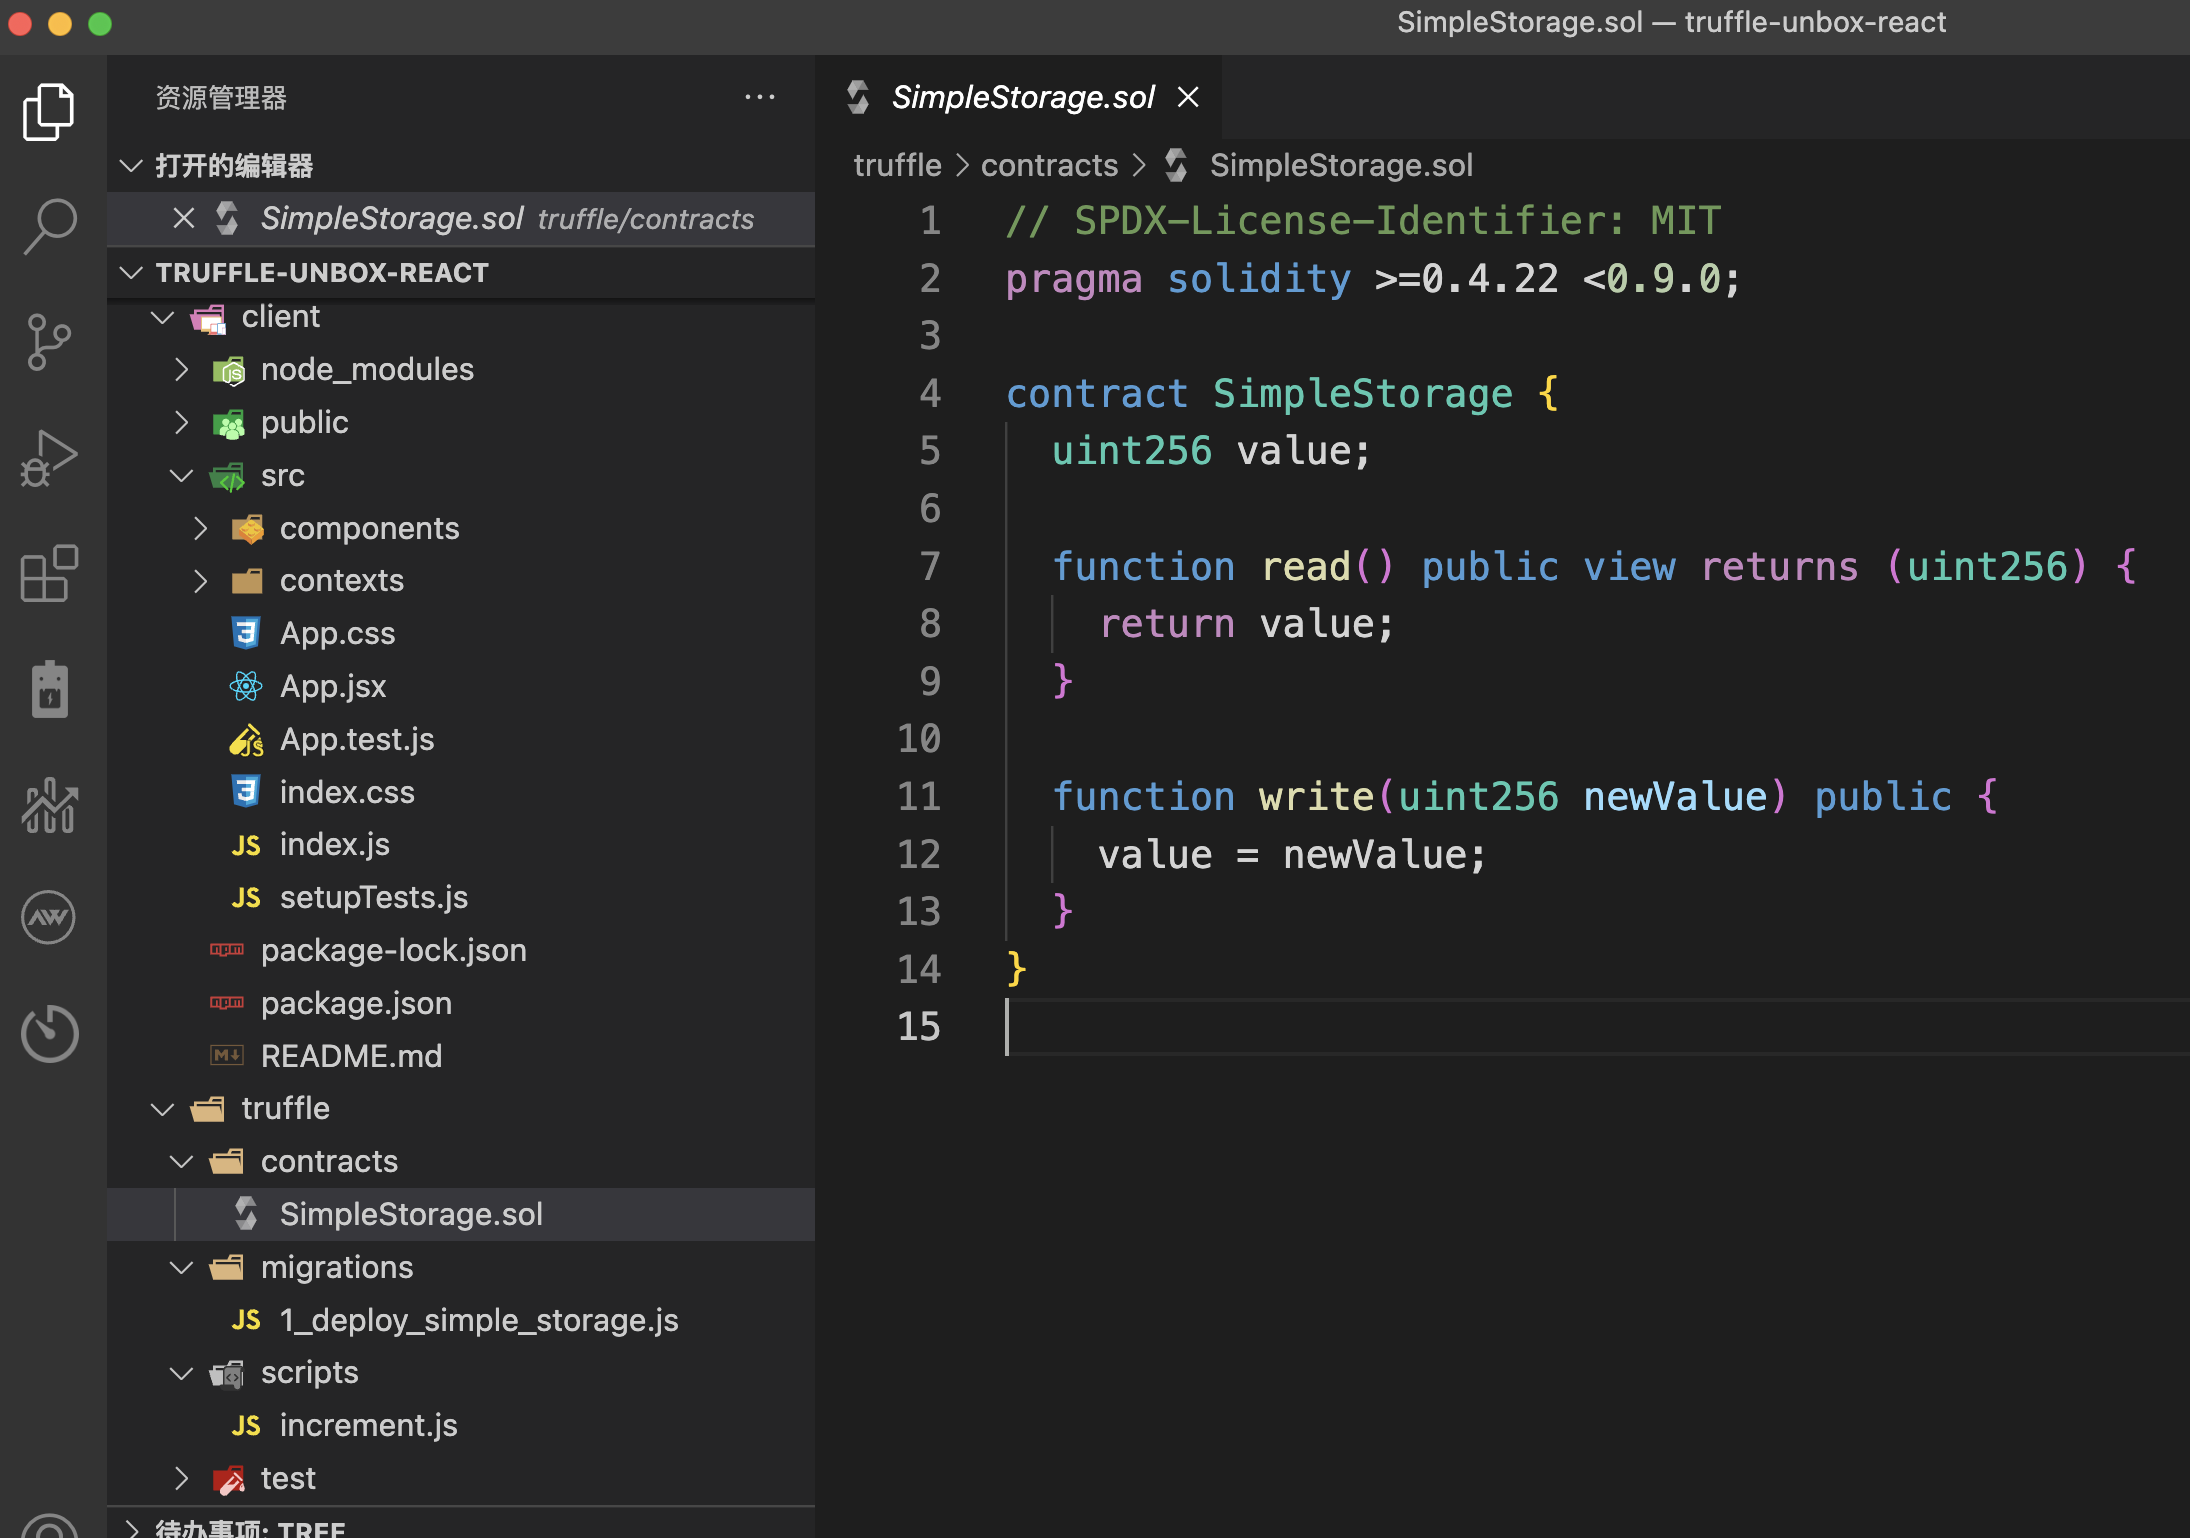 SimpleStorage.sol — truffle-unbox-react
资源管理器
打开的编辑器
SimpleStorage.sol truffle/contracts
TRUFFLE-UNBOX-REACT
client
node_modules
public
src
components
contexts
App.css
App.jsx
App.test.js
index.css
JS index.js
JS setupTests.js
package-lock.json
package.json
README.md
truffle
contracts
SimpleStorage.sol
migrations
JS 1_deploy_simple_storage.js
scripts
JS increment.js
test
待办事项: TREE
SimpleStorage.sol
truffle > contracts > SimpleStorage.sol
1 // SPDX-License-Identifier: MIT
2 pragma solidity >=0.4.22 <0.9.0;
3
4 contract SimpleStorage {
5 uint256 value;
6
7 function read() public view returns (uint256) {
8 return value;
9 }
10
11 function write(uint256 newValue) public {
12 value = newValue;
13 }
14 }
15